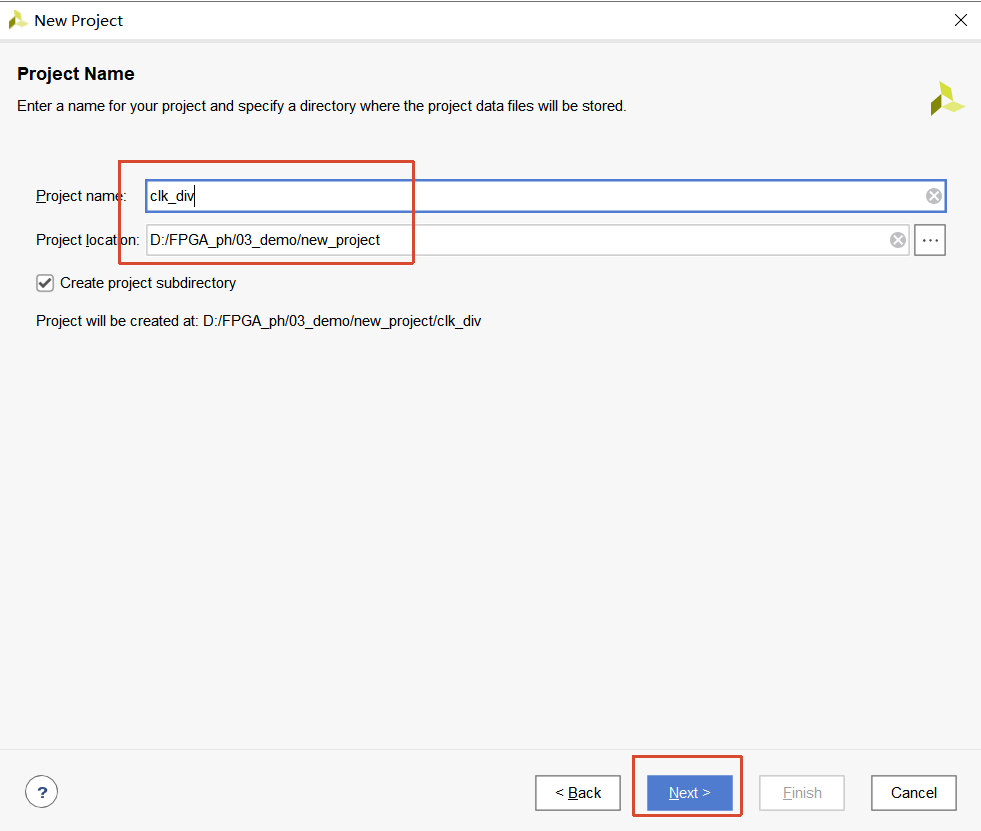 New Project
Project Name
Enter a name for your project and specify a directory where the project data files will be stored.
Project name: clk_div
Project location: D:/FPGA_ph/03_demo/new_project ...
Create project subdirectory
Project will be created at: D:/FPGA_ph/03_demo/new_project/clk_div
? < Back Next > Finish Cancel